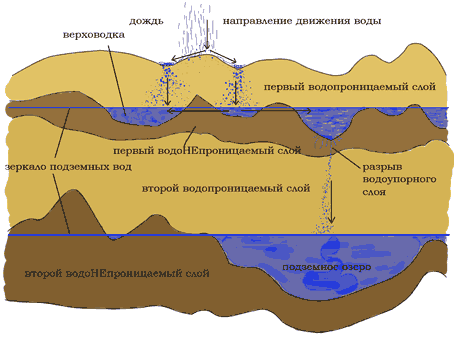 дождь
направление движения воды
верховодка
первый водопроницаемый слой
первый водоНЕпроницаемый слой
зеркало подземных вод
разрыв
водоупорного
слоя
второй водопроницаемый слой
второй водоНЕпроницаемый слой
подземное озеро